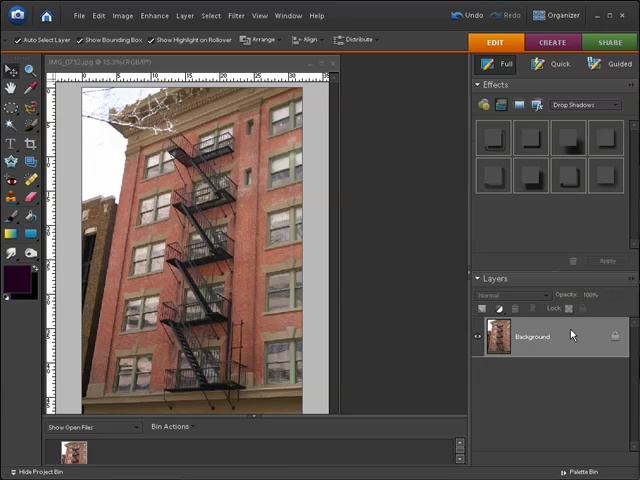 File Edit Image Enhance Layer Select Filter View Window Help Undo Redo Organizer
Auto Select Layer Show Bounding Box Show Highlight on Rollover Arrange Align Distribute EDIT CREATE SHARE
IMG_0732.jpg @ 15.3%(RGB/8*)
Full Quick Guided
Effects
Drop Shadows
Apply
Layers
Normal Opacity: 100%
Lock:
Background
Show Open Files Bin Actions
Hide Project Bin Palette Bin